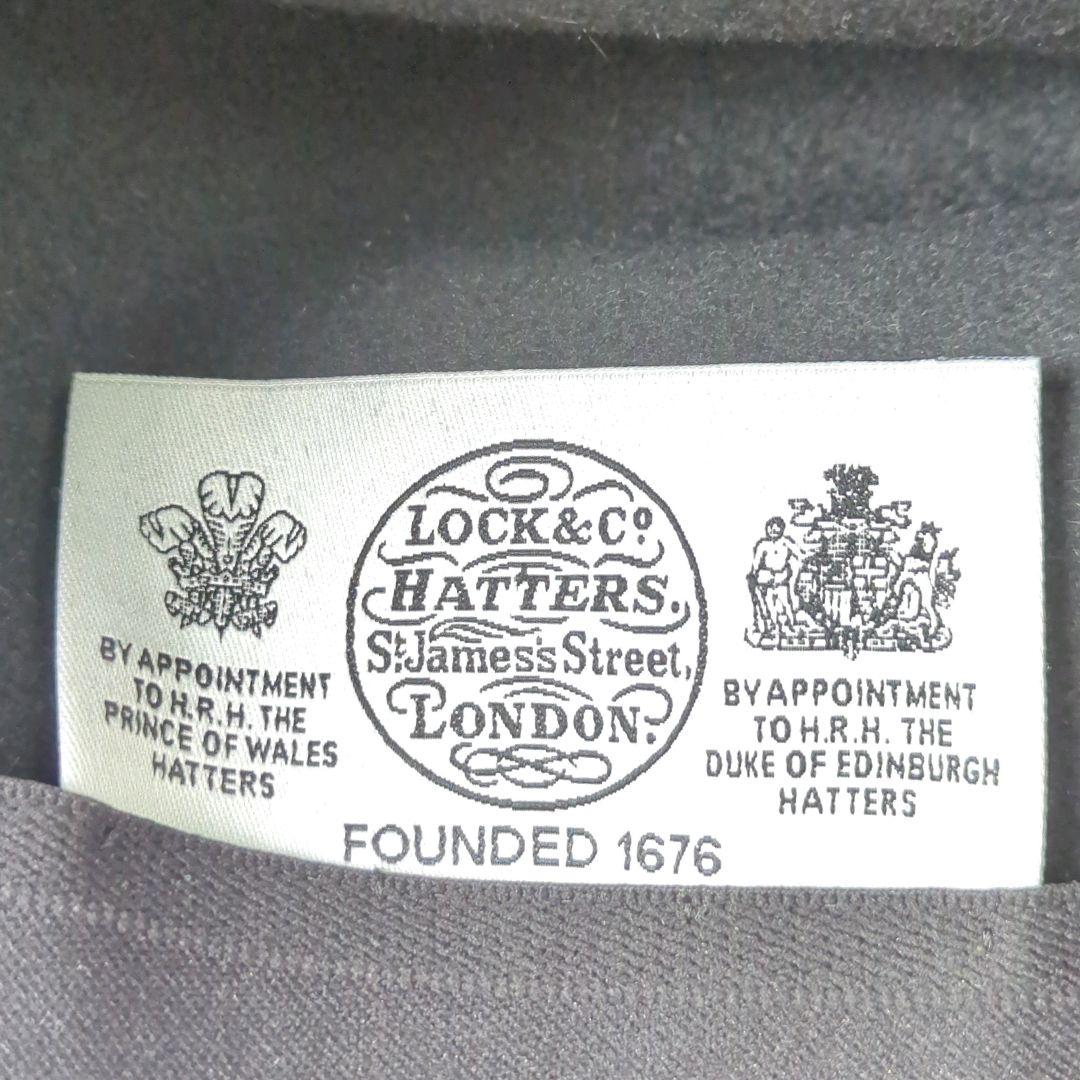 LOCK & Cº
HATTERS.
St. James's Street,
LONDON.
BY APPOINTMENT
TO H.R.H. THE
PRINCE OF WALES
HATTERS
BY APPOINTMENT
TO H.R.H. THE
DUKE OF EDINBURGH
HATTERS
FOUNDED 1676